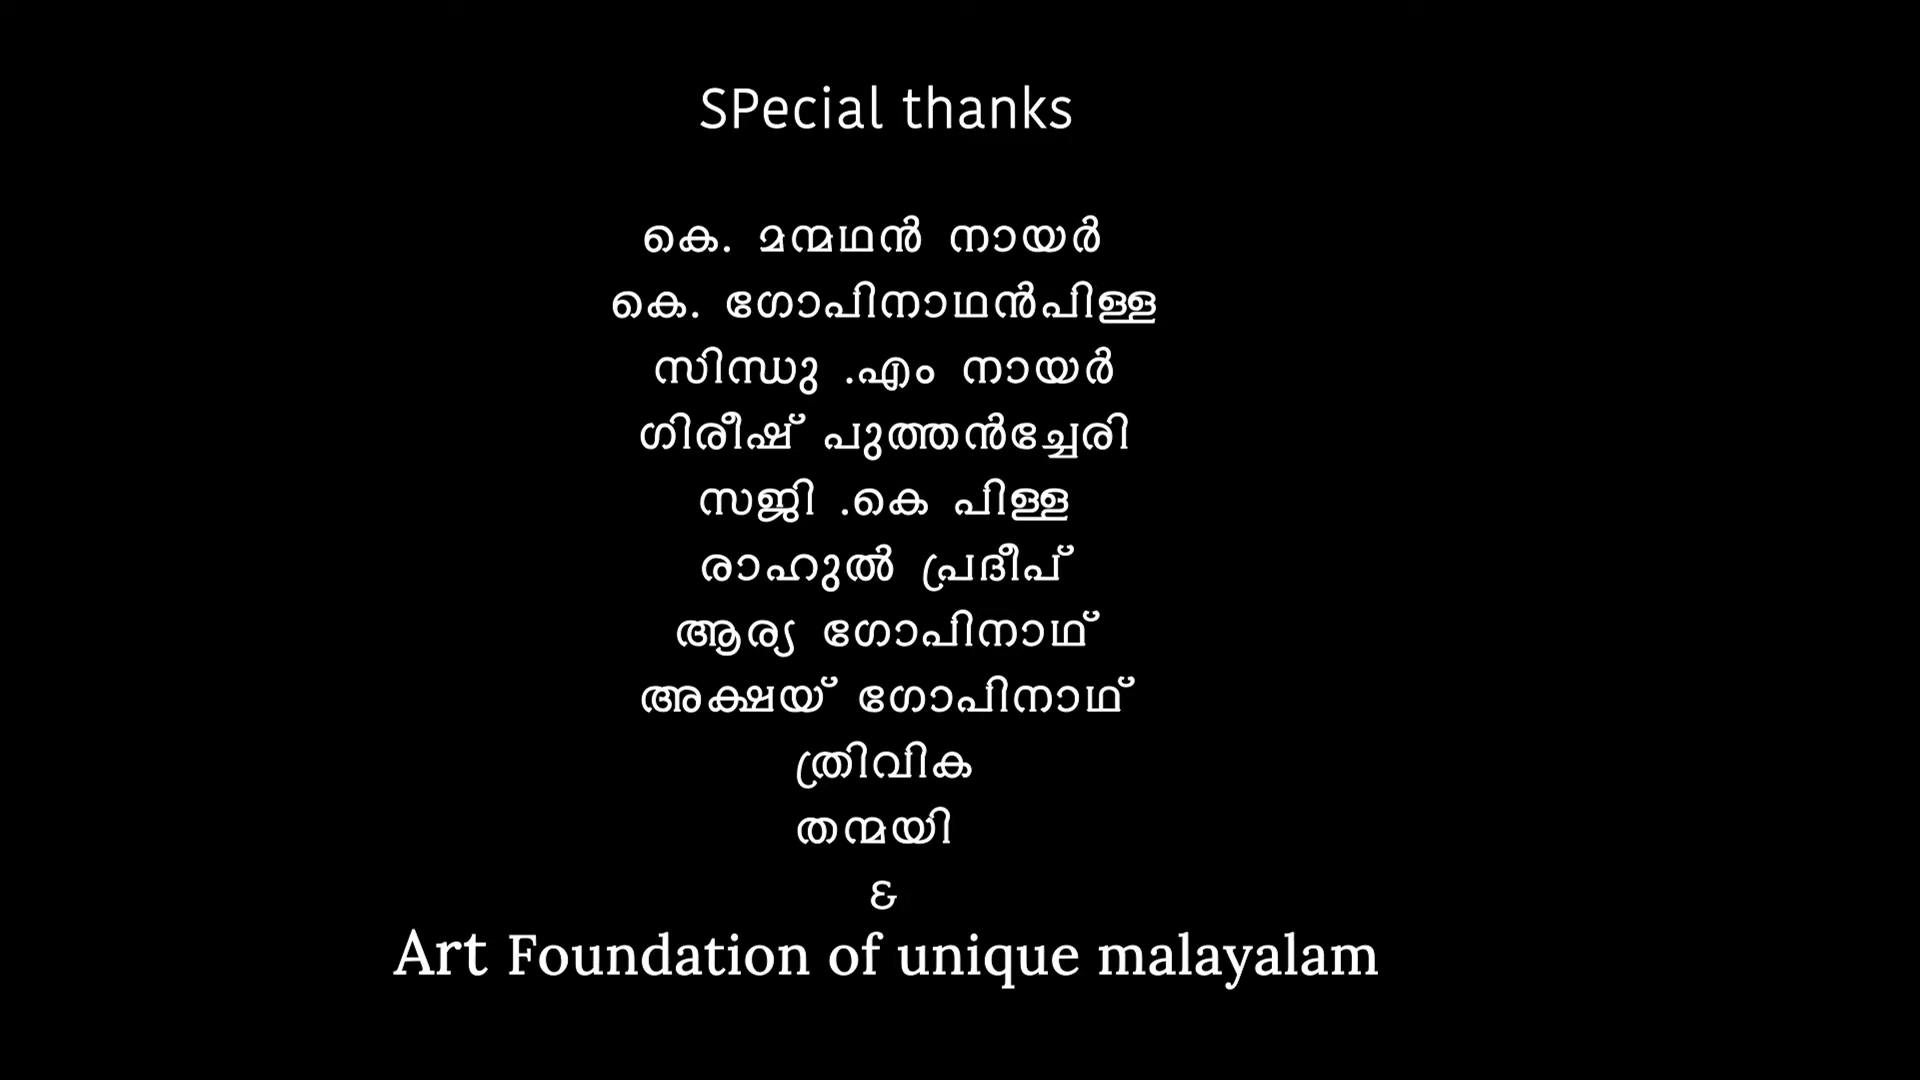 SPecial thanks
കെ. മന്മഥൻ നായർ
കെ. ഗോപിനാഥൻപിള്ള
സിന്ധു .എം നായർ
ഗിരീഷ് പുത്തൻച്ചേരി
സജി .കെ പിള്ള
രാഹുൽ പ്രദീപ്
ആര്യ ഗോപിനാഥ്
അക്ഷയ് ഗോപിനാഥ്
ത്രിവിക
തന്മയി
&
Art Foundation of unique malayalam